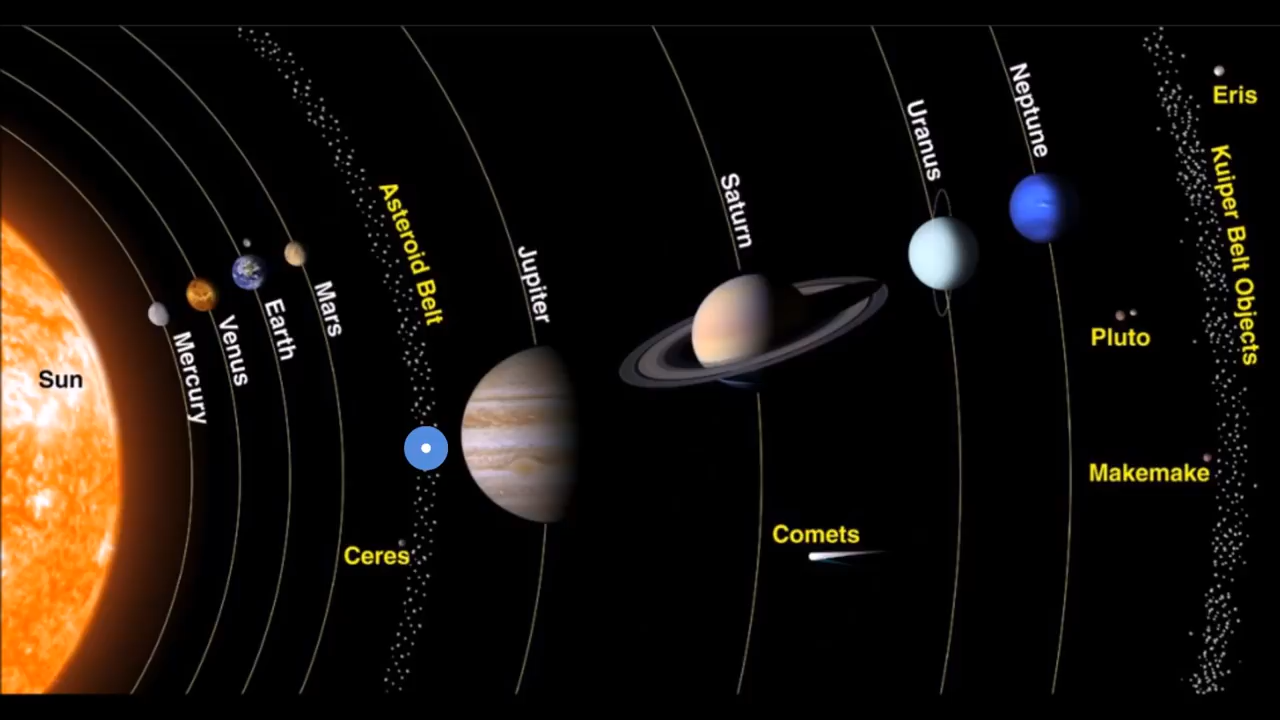 Sun
Mercury
Venus
Earth
Mars
Asteroid Belt
Ceres
Jupiter
Saturn
Comets
Uranus
Neptune
Pluto
Makemake
Eris
Kuiper Belt Objects